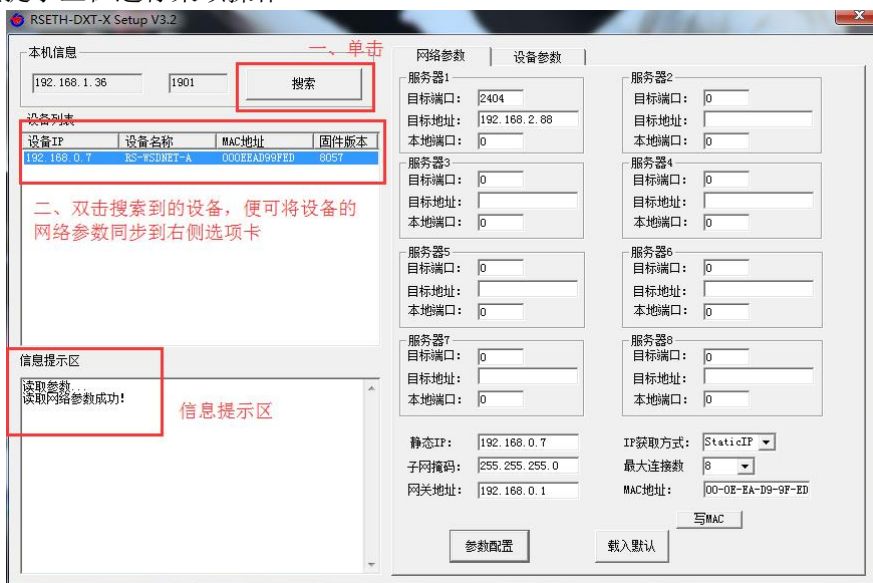 RSETH-DXT-X Setup V3.2
本机信息
一、单击
192.168.1.36 1901 搜索
设备列表
设备IP 设备名称 MAC地址 固件版本
192.168.0.7 RS-WSDNET-A 000EEAD99FED 8057
二、双击搜索到的设备，便可将设备的
网络参数同步到右侧选项卡
信息提示区
读取参数...
读取网络参数成功!
信息提示区
网络参数 设备参数
服务器1 服务器2
目标端口: 2404 目标端口: 0
目标地址: 192.168.2.88 目标地址:
本地端口: 0 本地端口: 0
服务器3 服务器4
目标端口: 0 目标端口: 0
目标地址: 目标地址:
本地端口: 0 本地端口: 0
服务器5 服务器6
目标端口: 0 目标端口: 0
目标地址: 目标地址:
本地端口: 0 本地端口: 0
服务器7 服务器8
目标端口: 0 目标端口: 0
目标地址: 目标地址:
本地端口: 0 本地端口: 0
静态IP: 192.168.0.7 IP获取方式: StaticIP
子网掩码: 255.255.255.0 最大连接数 8
网关地址: 192.168.0.1 MAC地址: 00-0E-EA-D9-9F-ED
写MAC
参数配置 载入默认